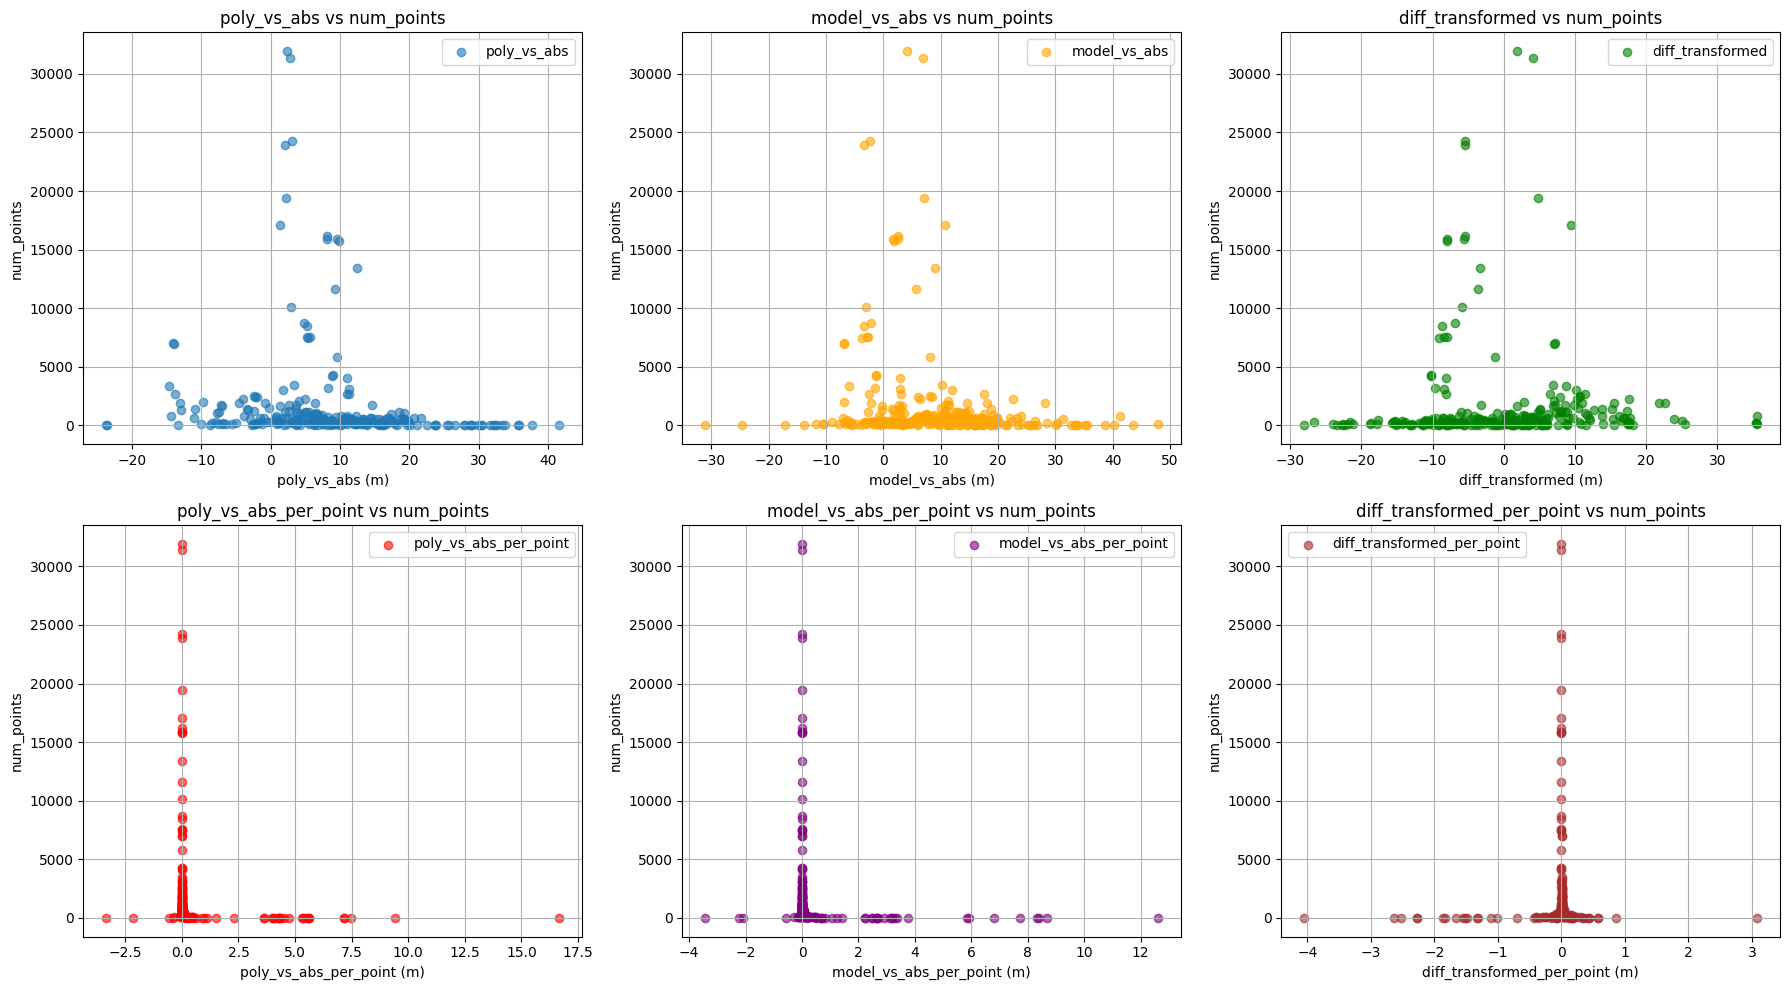 poly_vs_abs vs num_points
poly_vs_abs
num_points
30000
25000
20000
15000
10000
5000
0
−20 −10 0 10 20 30 40
poly_vs_abs (m)
model_vs_abs vs num_points
model_vs_abs
num_points
30000
25000
20000
15000
10000
5000
0
−30 −20 −10 0 10 20 30 40 50
model_vs_abs (m)
diff_transformed vs num_points
diff_transformed
num_points
30000
25000
20000
15000
10000
5000
0
−30 −20 −10 0 10 20 30
diff_transformed (m)
poly_vs_abs_per_point vs num_points
poly_vs_abs_per_point
num_points
30000
25000
20000
15000
10000
5000
0
−2.5 0.0 2.5 5.0 7.5 10.0 12.5 15.0 17.5
poly_vs_abs_per_point (m)
model_vs_abs_per_point vs num_points
model_vs_abs_per_point
num_points
30000
25000
20000
15000
10000
5000
0
−4 −2 0 2 4 6 8 10 12
model_vs_abs_per_point (m)
diff_transformed_per_point vs num_points
diff_transformed_per_point
num_points
30000
25000
20000
15000
10000
5000
0
−4 −3 −2 −1 0 1 2 3
diff_transformed_per_point (m)